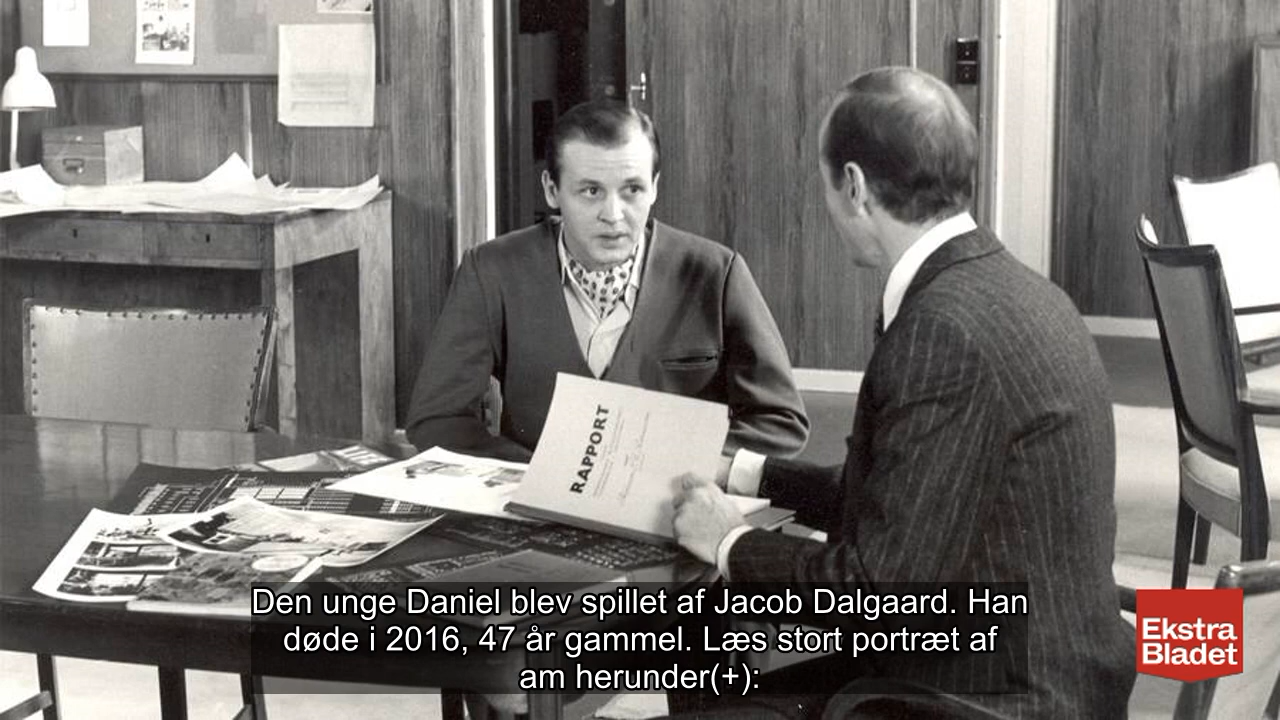 RAPPORT
Den unge Daniel blev spillet af Jacob Dalgaard. Han
døde i 2016, 47 år gammel. Læs stort portræt af
am herunder(+):
Ekstra
Bladet